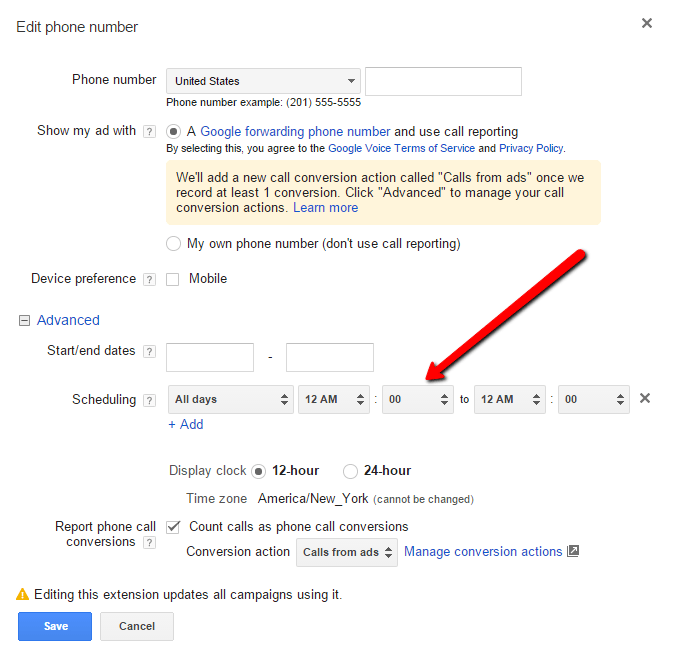 Edit phone number
Phone number United States
Phone number example: (201) 555-5555
Show my ad with ? A Google forwarding phone number and use call reporting
By selecting this, you agree to the Google Voice Terms of Service and Privacy Policy.
We'll add a new call conversion action called "Calls from ads" once we
record at least 1 conversion. Click "Advanced" to manage your call
conversion actions. Learn more
My own phone number (don't use call reporting)
Device preference ? Mobile
Advanced
Start/end dates ? -
Scheduling ? All days 12 AM : 00 to 12 AM : 00
+ Add
Display clock 12-hour 24-hour
Time zone America/New_York (cannot be changed)
Report phone call Count calls as phone call conversions
conversions ?
Conversion action Calls from ads Manage conversion actions
Editing this extension updates all campaigns using it.
Save Cancel